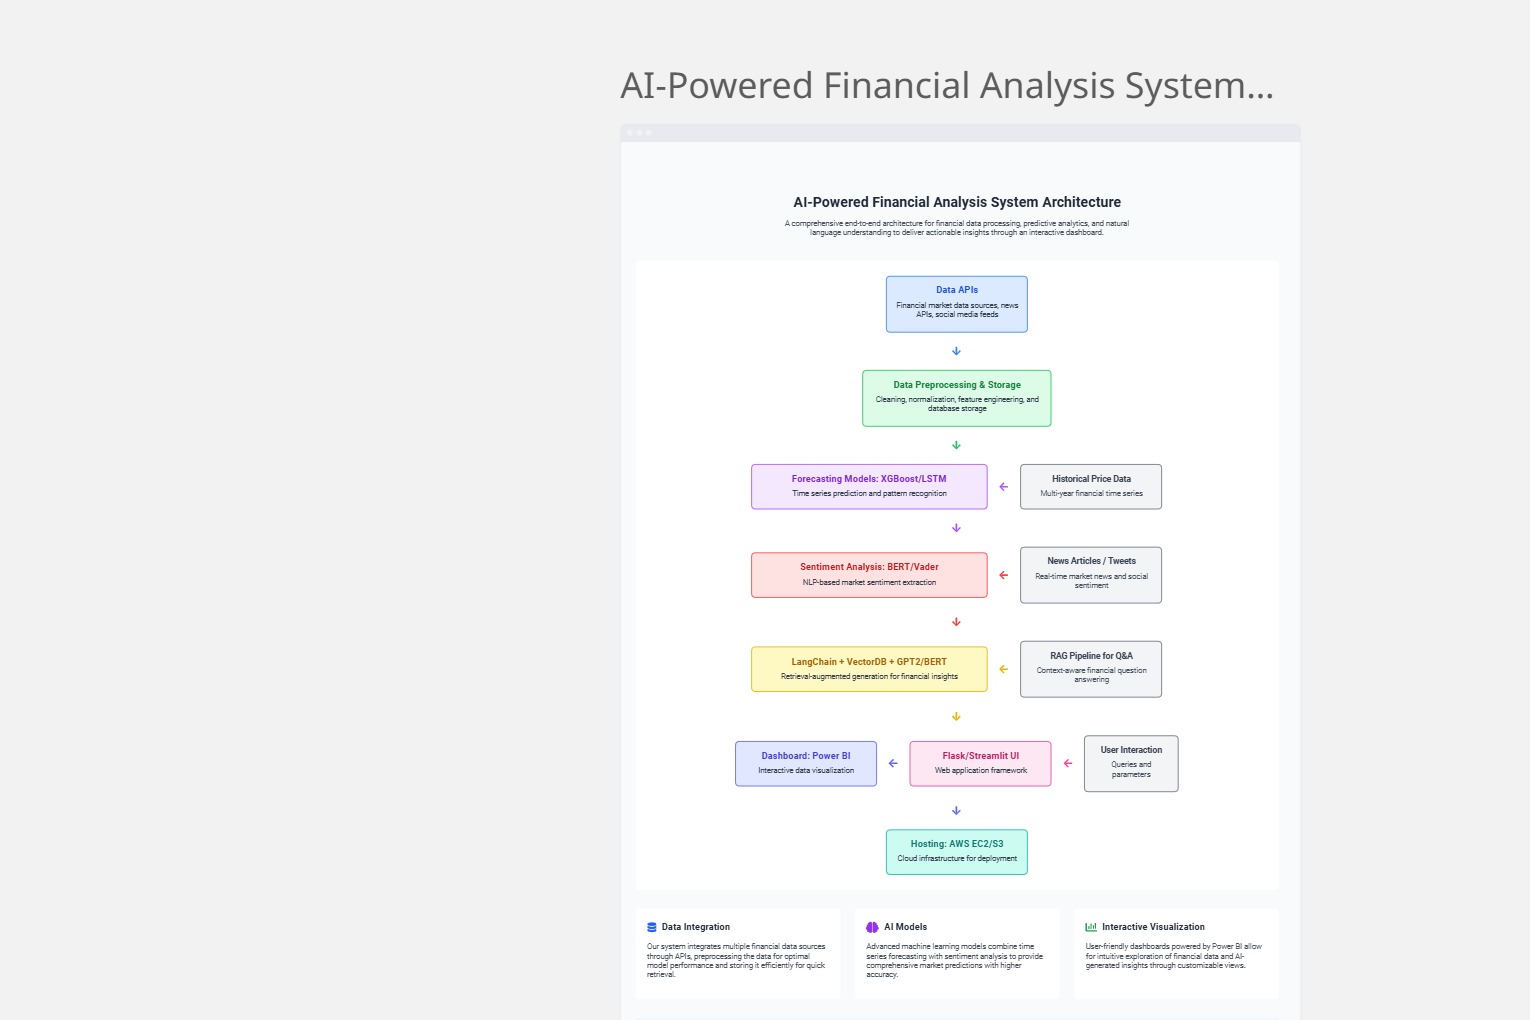 AI-Powered Financial Analysis System...
AI-Powered Financial Analysis System Architecture
A comprehensive end-to-end architecture for financial data processing, predictive analytics, and natural
language understanding to deliver actionable insights through an interactive dashboard.
Data APIs
Financial market data sources, news
APIs, social media feeds
Data Preprocessing & Storage
Cleaning, normalization, feature engineering, and
database storage
Forecasting Models: XGBoost/LSTM
Time series prediction and pattern recognition
Historical Price Data
Multi-year financial time series
Sentiment Analysis: BERT/Vader
NLP-based market sentiment extraction
News Articles / Tweets
Real-time market news and social
sentiment
LangChain + VectorDB + GPT2/BERT
Retrieval-augmented generation for financial insights
RAG Pipeline for Q&A
Context-aware financial question
answering
Dashboard: Power BI
Interactive data visualization
Flask/Streamlit UI
Web application framework
User Interaction
Queries and
parameters
Hosting: AWS EC2/S3
Cloud infrastructure for deployment
Data Integration
Our system integrates multiple financial data sources
through APIs, preprocessing the data for optimal
model performance and storing it efficiently for quick
retrieval.
AI Models
Advanced machine learning models combine time
series forecasting with sentiment analysis to provide
comprehensive market predictions with higher
accuracy.
Interactive Visualization
User-friendly dashboards powered by Power BI allow
for intuitive exploration of financial data and AI-
generated insights through customizable views.